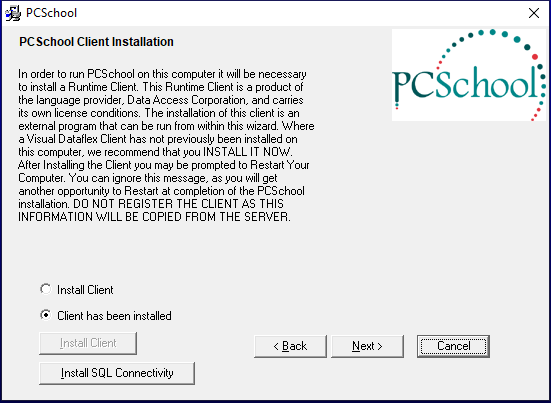 PCSchool
PCSchool Client Installation
PCSchool
In order to run PCSchool on this computer it will be necessary
to install a Runtime Client. This Runtime Client is a product of
the language provider, Data Access Corporation, and carries
its own license conditions. The installation of this client is an
external program that can be run from within this wizard. Where
a Visual Dataflex Client has not previously been installed on
this computer, we recommend that you INSTALL IT NOW.
After Installing the Client you may be prompted to Restart Your
Computer. You can ignore this message, as you will get
another opportunity to Restart at completion of the PCSchool
installation. DO NOT REGISTER THE CLIENT AS THIS
INFORMATION WILL BE COPIED FROM THE SERVER.
Install Client
Client has been installed
Install Client
< Back
Next >
Cancel
Install SQL Connectivity